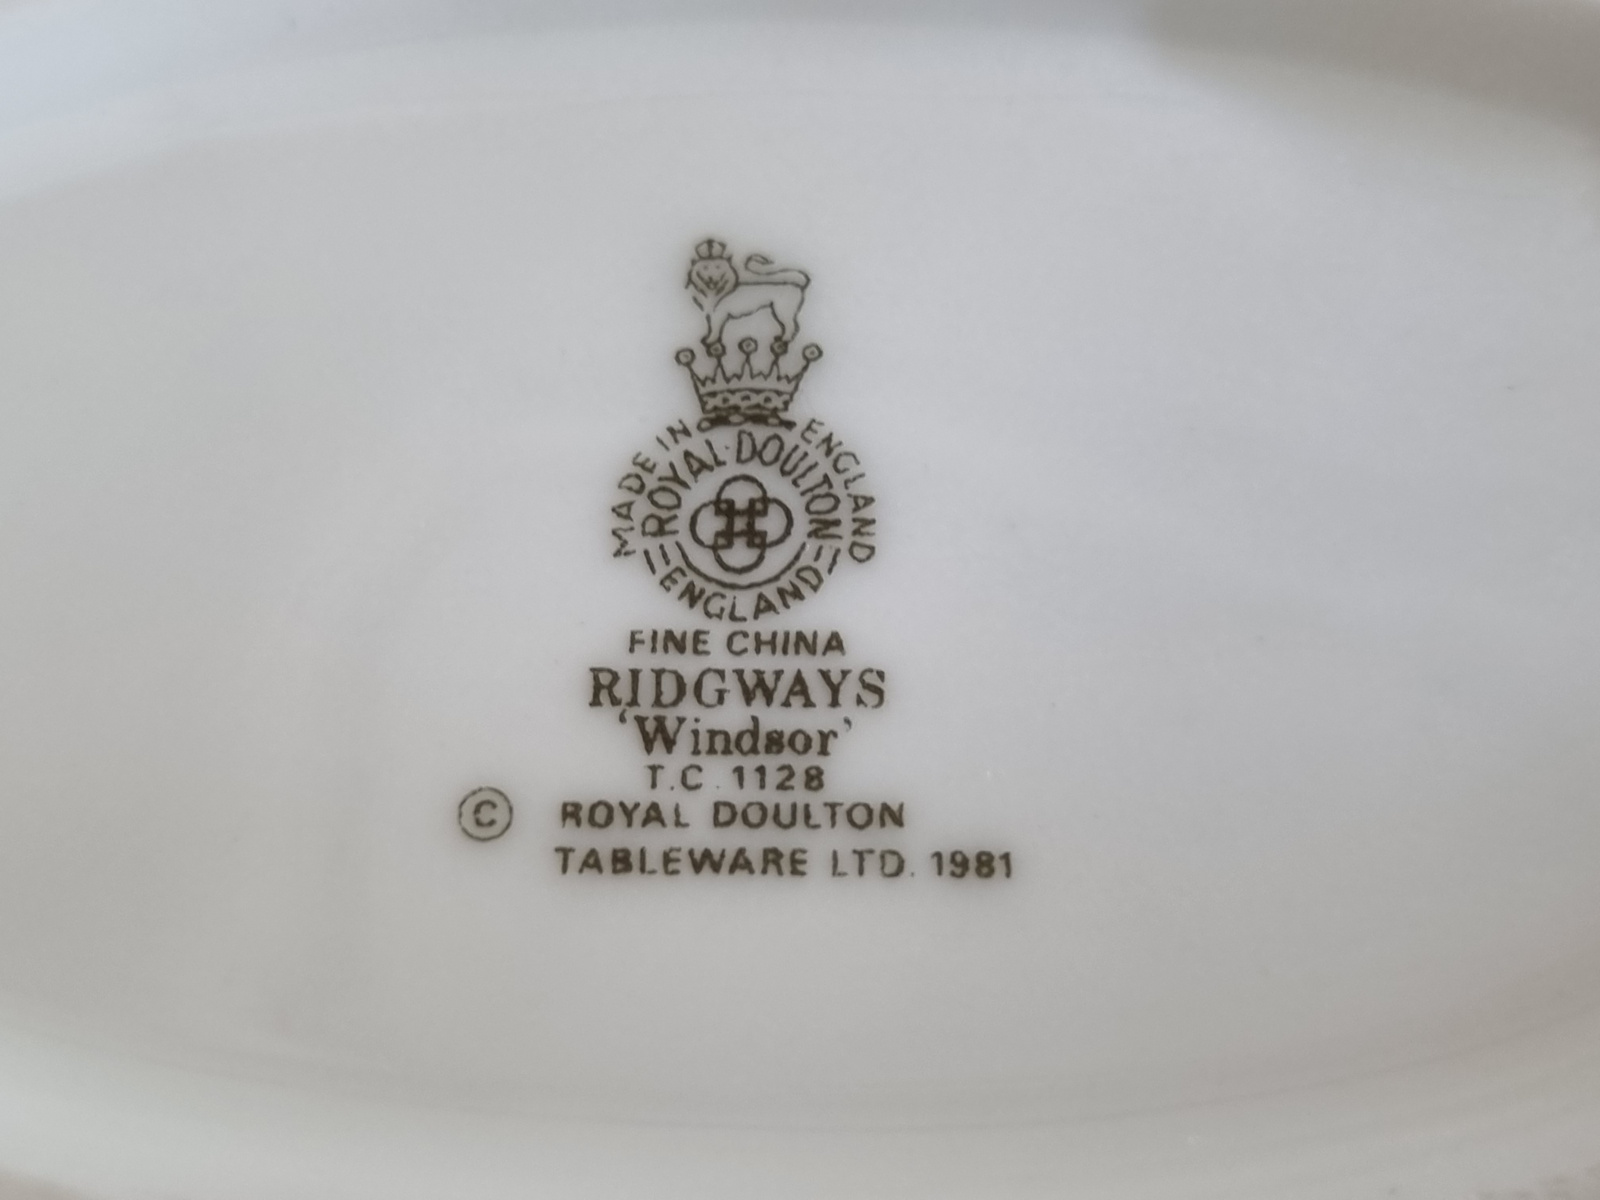 MADE IN ENGLAND
ROYAL DOULTON
ENGLAND
FINE CHINA
RIDGWAYS
'Windsor'
T.C. 1128
© ROYAL DOULTON
TABLEWARE LTD. 1981